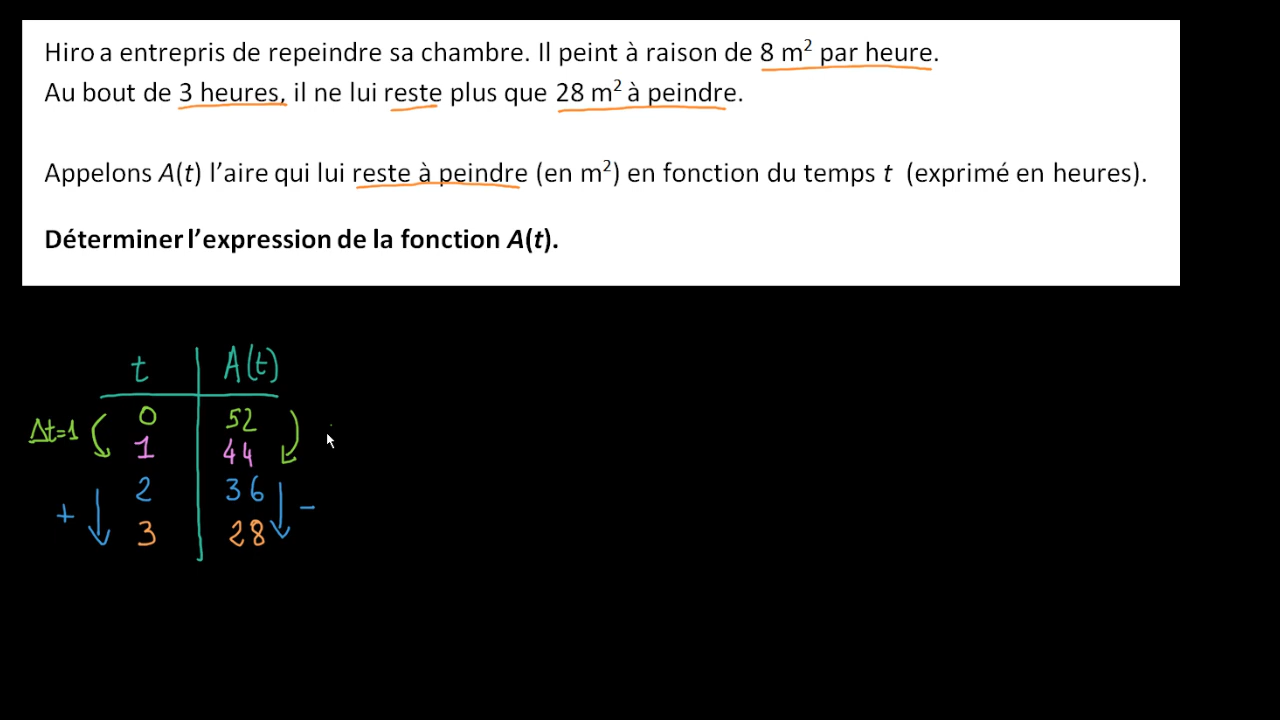 Hiro a entrepris de repeindre sa chambre. Il peint à raison de 8 m² par heure.
Au bout de 3 heures, il ne lui reste plus que 28 m² à peindre.
Appelons A(t) l’aire qui lui reste à peindre (en m²) en fonction du temps t (exprimé en heures).
Déterminer l’expression de la fonction A(t).
t A(t)
Δt=1 0 52
1 44
2 36
+ -
3 28